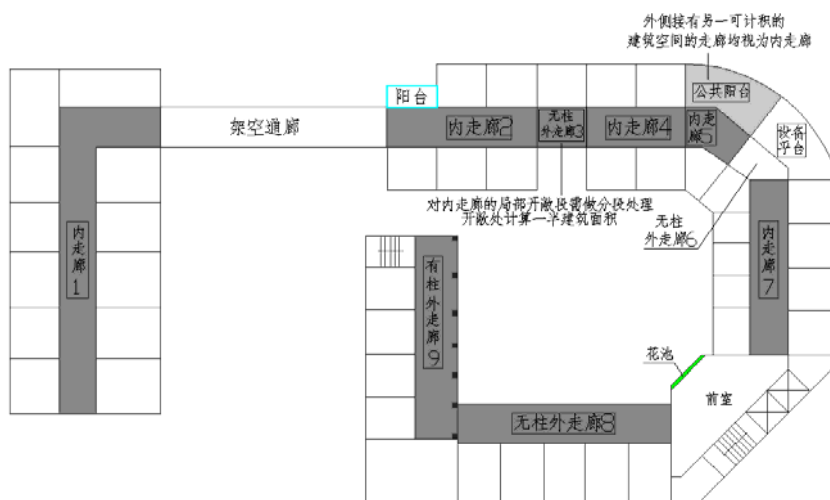 外侧接有另一可计积的
建筑空间的走廊均视为内走廊
阳台
公共阳台
架空通廊
内走廊2
无柱
外走廊3
内走廊4
内走
廊5
设备
平台
对内走廊的局部开敞段需做分段处理
开敞处计算一半建筑面积
无柱
外走廊6
内走廊1
有柱外走廊9
内走廊7
花池
前室
无柱外走廊8